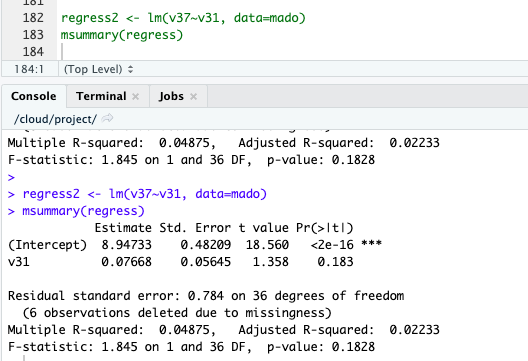 181
182 regress2 <- lm(v37~v31, data=mado)
183 msummary(regress)
184
184:1 (Top Level)
Console Terminal × Jobs ×
/cloud/project/
Multiple R-squared:  0.04875,   Adjusted R-squared:  0.02233
F-statistic: 1.845 on 1 and 36 DF,  p-value: 0.1828
>
> regress2 <- lm(v37~v31, data=mado)
> msummary(regress)
Estimate Std. Error t value Pr(>|t|)
(Intercept)  8.94733    0.48209  18.560   <2e-16 ***
v31          0.07668    0.05645   1.358    0.183
Residual standard error: 0.784 on 36 degrees of freedom
(6 observations deleted due to missingness)
Multiple R-squared:  0.04875,   Adjusted R-squared:  0.02233
F-statistic: 1.845 on 1 and 36 DF,  p-value: 0.1828